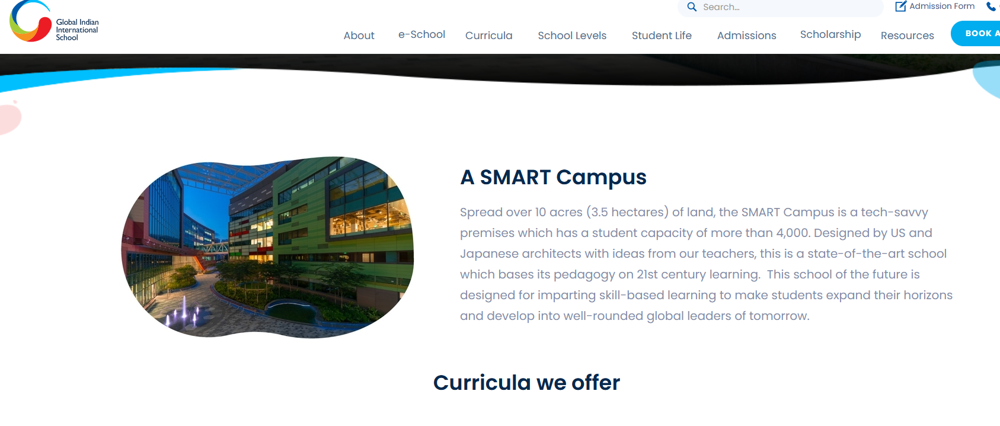 Global Indian
International
School
Search...
Admission Form
About
e-School
Curricula
School Levels
Student Life
Admissions
Scholarship
Resources
BOOK A
A SMART Campus
Spread over 10 acres (3.5 hectares) of land, the SMART Campus is a tech-savvy
premises which has a student capacity of more than 4,000. Designed by US and
Japanese architects with ideas from our teachers, this is a state-of-the-art school
which bases its pedagogy on 21st century learning.  This school of the future is
designed for imparting skill-based learning to make students expand their horizons
and develop into well-rounded global leaders of tomorrow.
Curricula we offer